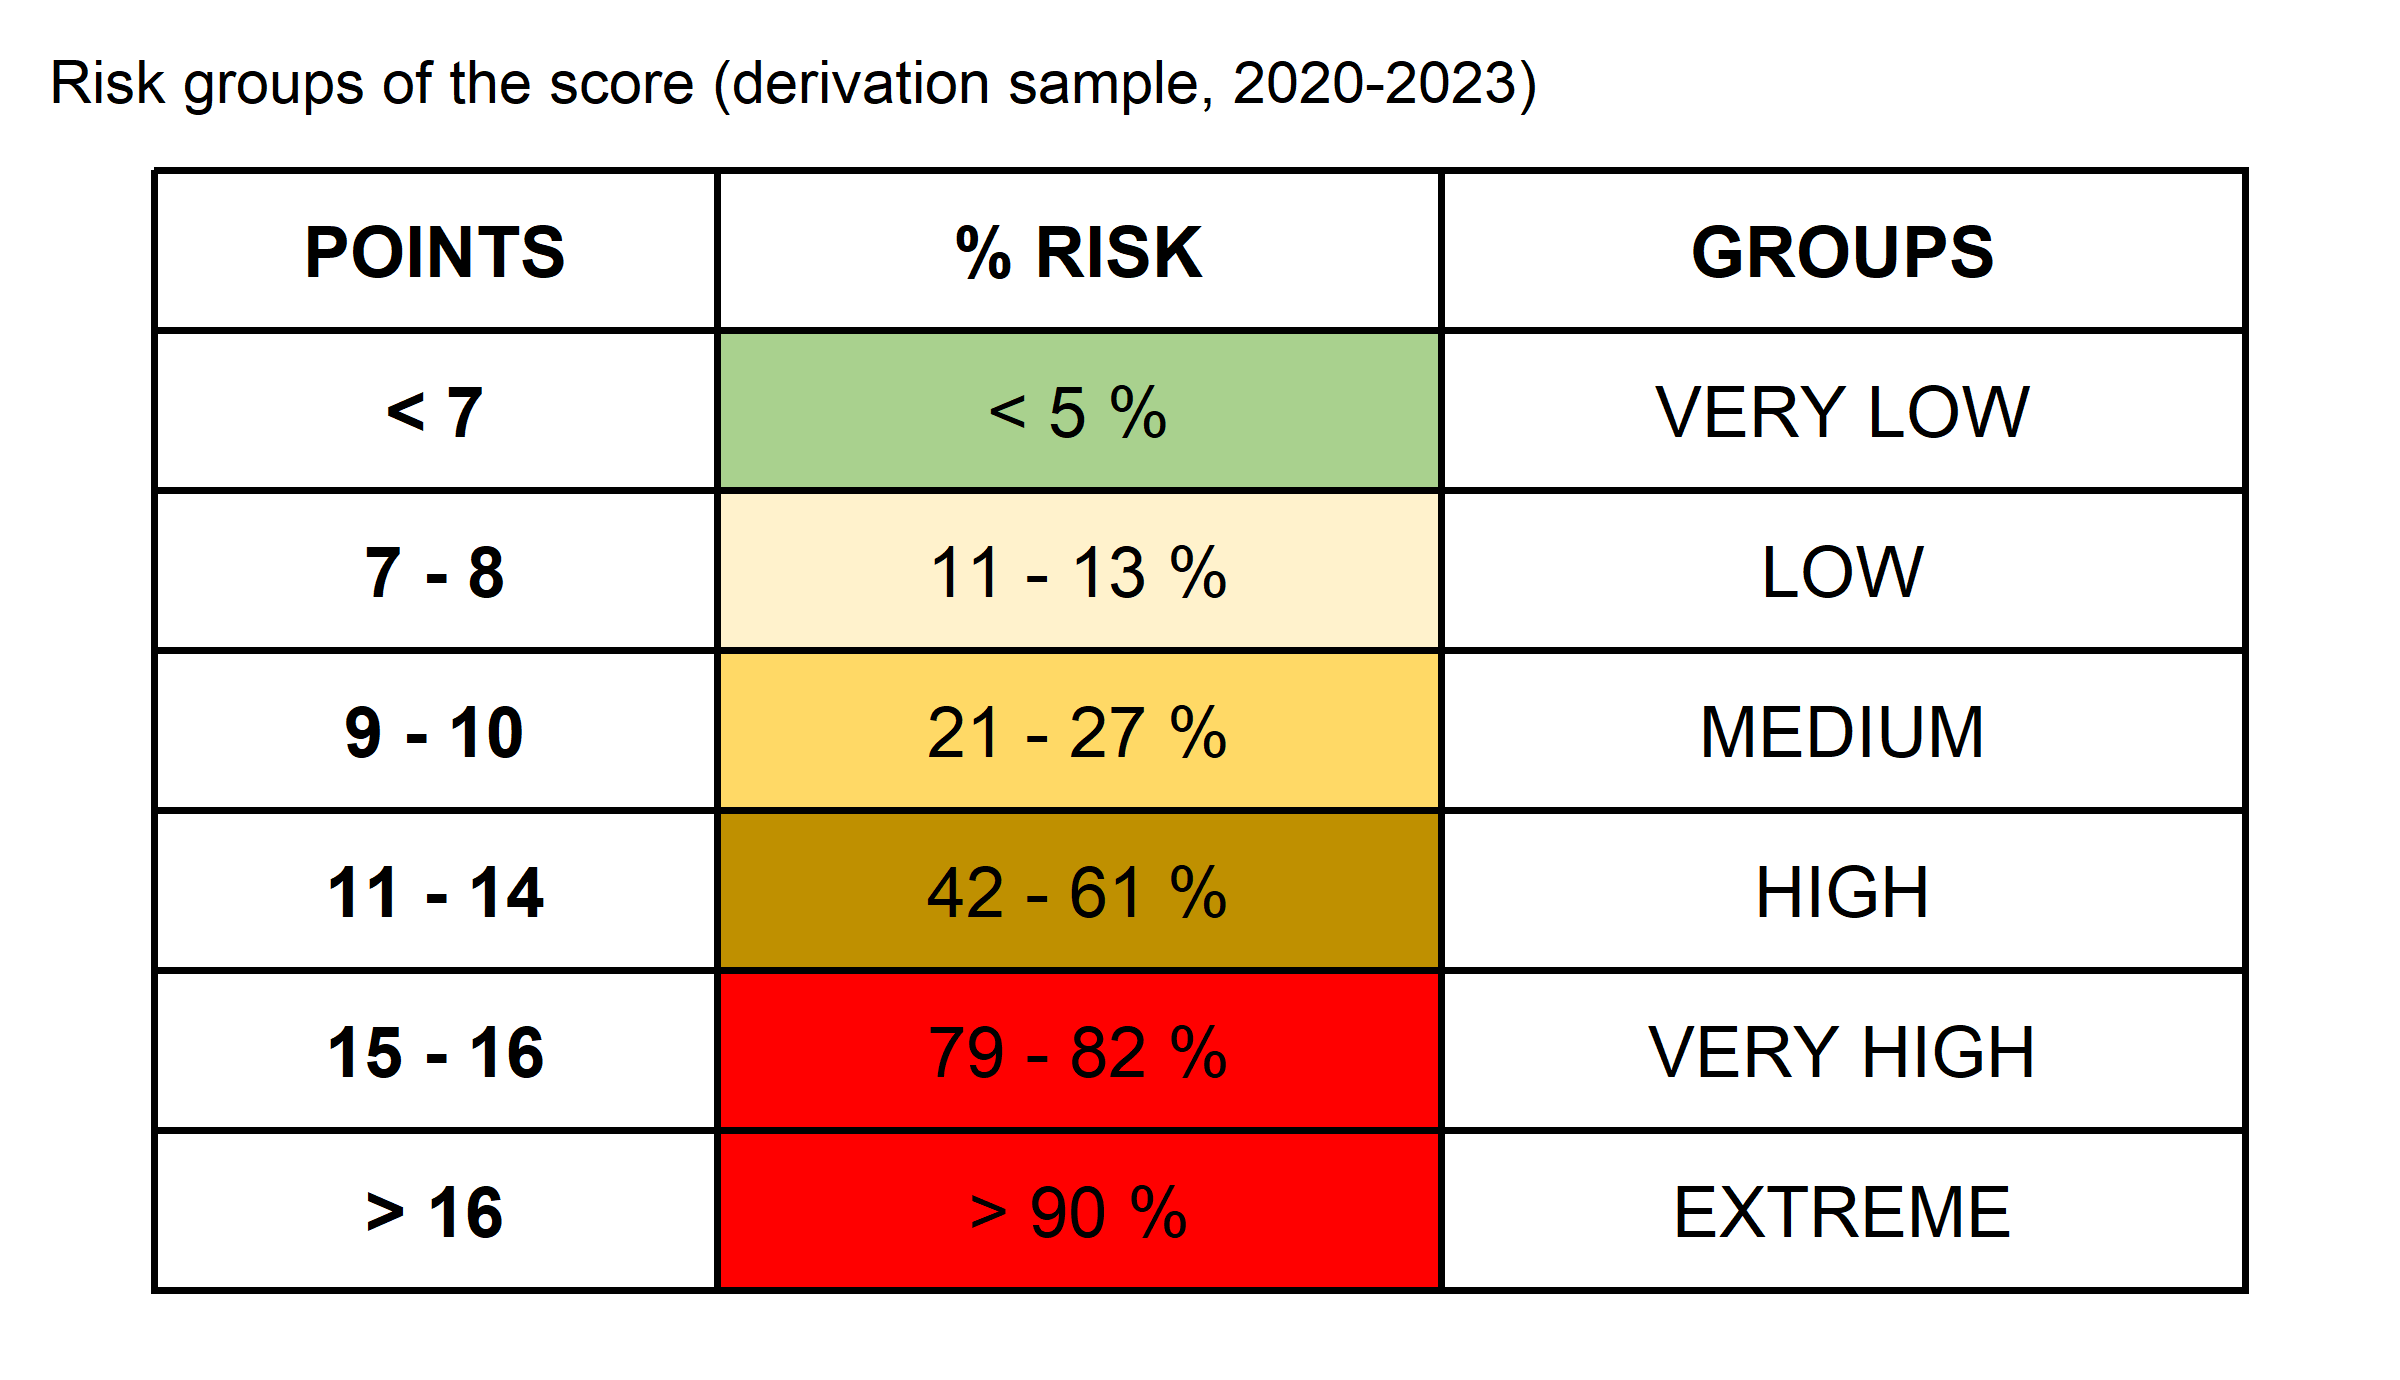 Risk groups of the score (derivation sample, 2020-2023)
POINTS % RISK GROUPS
< 7 < 5 % VERY LOW
7 - 8 11 - 13 % LOW
9 - 10 21 - 27 % MEDIUM
11 - 14 42 - 61 % HIGH
15 - 16 79 - 82 % VERY HIGH
> 16 > 90 % EXTREME